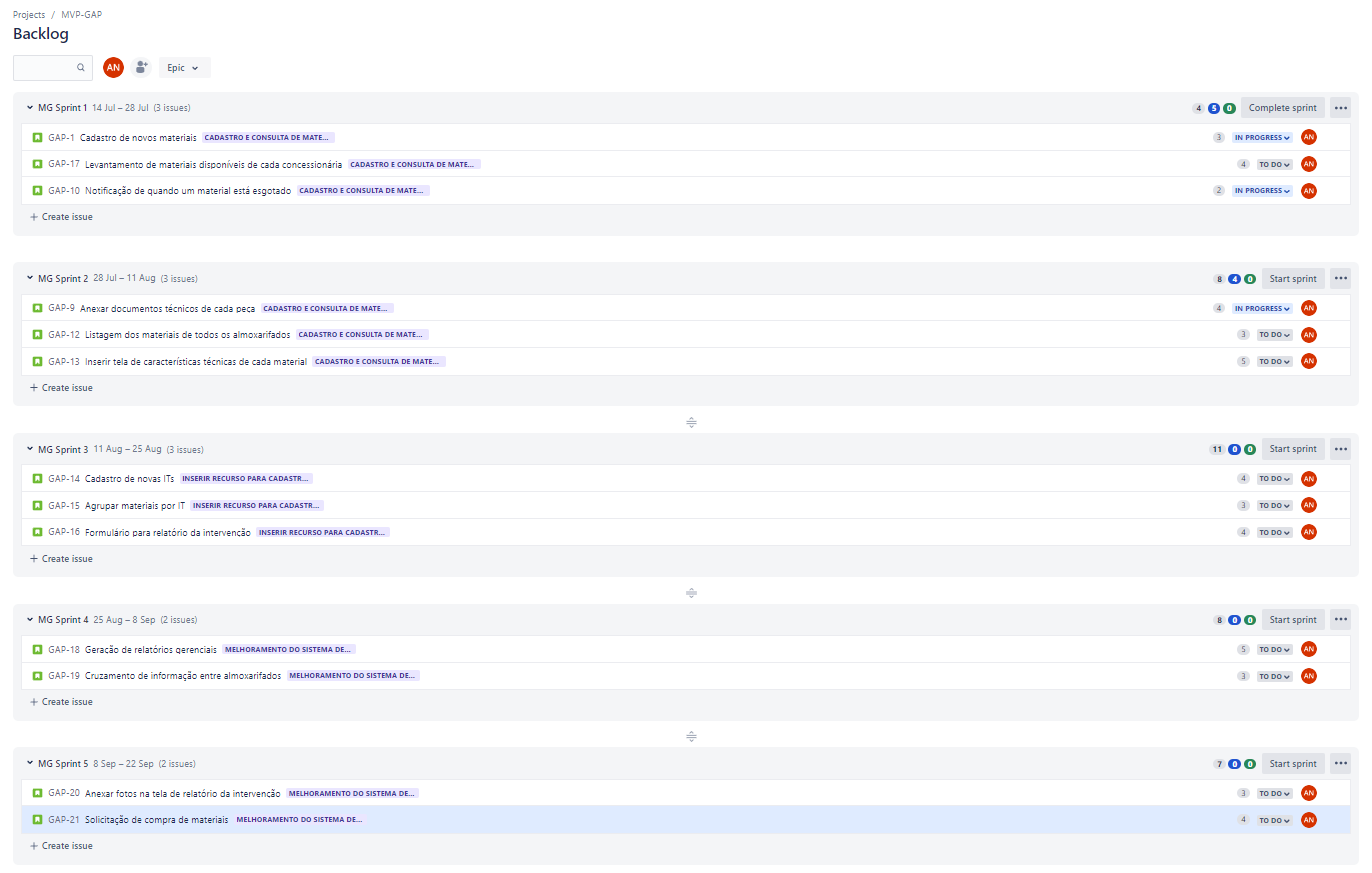 Projects / MVP-GAP
Backlog
AN Epic
MG Sprint 1 14 Jul – 28 Jul (3 issues) 4 5 0 Complete sprint
GAP-1 Cadastro de novos materiais CADASTRO E CONSULTA DE MATE... 3 IN PROGRESS AN
GAP-17 Levantamento de materiais disponíveis de cada concessionária CADASTRO E CONSULTA DE MATE... 4 TO DO AN
GAP-10 Notificação de quando um material está esgotado CADASTRO E CONSULTA DE MATE... 2 IN PROGRESS AN
+ Create issue
MG Sprint 2 28 Jul – 11 Aug (3 issues) 8 4 0 Start sprint
GAP-9 Anexar documentos técnicos de cada peça CADASTRO E CONSULTA DE MATE... 4 IN PROGRESS AN
GAP-12 Listagem dos materiais de todos os almoxarifados CADASTRO E CONSULTA DE MATE... 3 TO DO AN
GAP-13 Inserir tela de características técnicas de cada material CADASTRO E CONSULTA DE MATE... 5 TO DO AN
+ Create issue
MG Sprint 3 11 Aug – 25 Aug (3 issues) 11 0 0 Start sprint
GAP-14 Cadastro de novas ITs INSERIR RECURSO PARA CADASTR... 4 TO DO AN
GAP-15 Agrupar materiais por IT INSERIR RECURSO PARA CADASTR... 3 TO DO AN
GAP-16 Formulário para relatório da intervenção INSERIR RECURSO PARA CADASTR... 4 TO DO AN
+ Create issue
MG Sprint 4 25 Aug – 8 Sep (2 issues) 8 0 0 Start sprint
GAP-18 Geração de relatórios gerenciais MELHORAMENTO DO SISTEMA DE... 5 TO DO AN
GAP-19 Cruzamento de informação entre almoxarifados MELHORAMENTO DO SISTEMA DE... 3 TO DO AN
+ Create issue
MG Sprint 5 8 Sep – 22 Sep (2 issues) 7 0 0 Start sprint
GAP-20 Anexar fotos na tela de relatório da intervenção MELHORAMENTO DO SISTEMA DE... 3 TO DO AN
GAP-21 Solicitação de compra de materiais MELHORAMENTO DO SISTEMA DE... 4 TO DO AN
+ Create issue